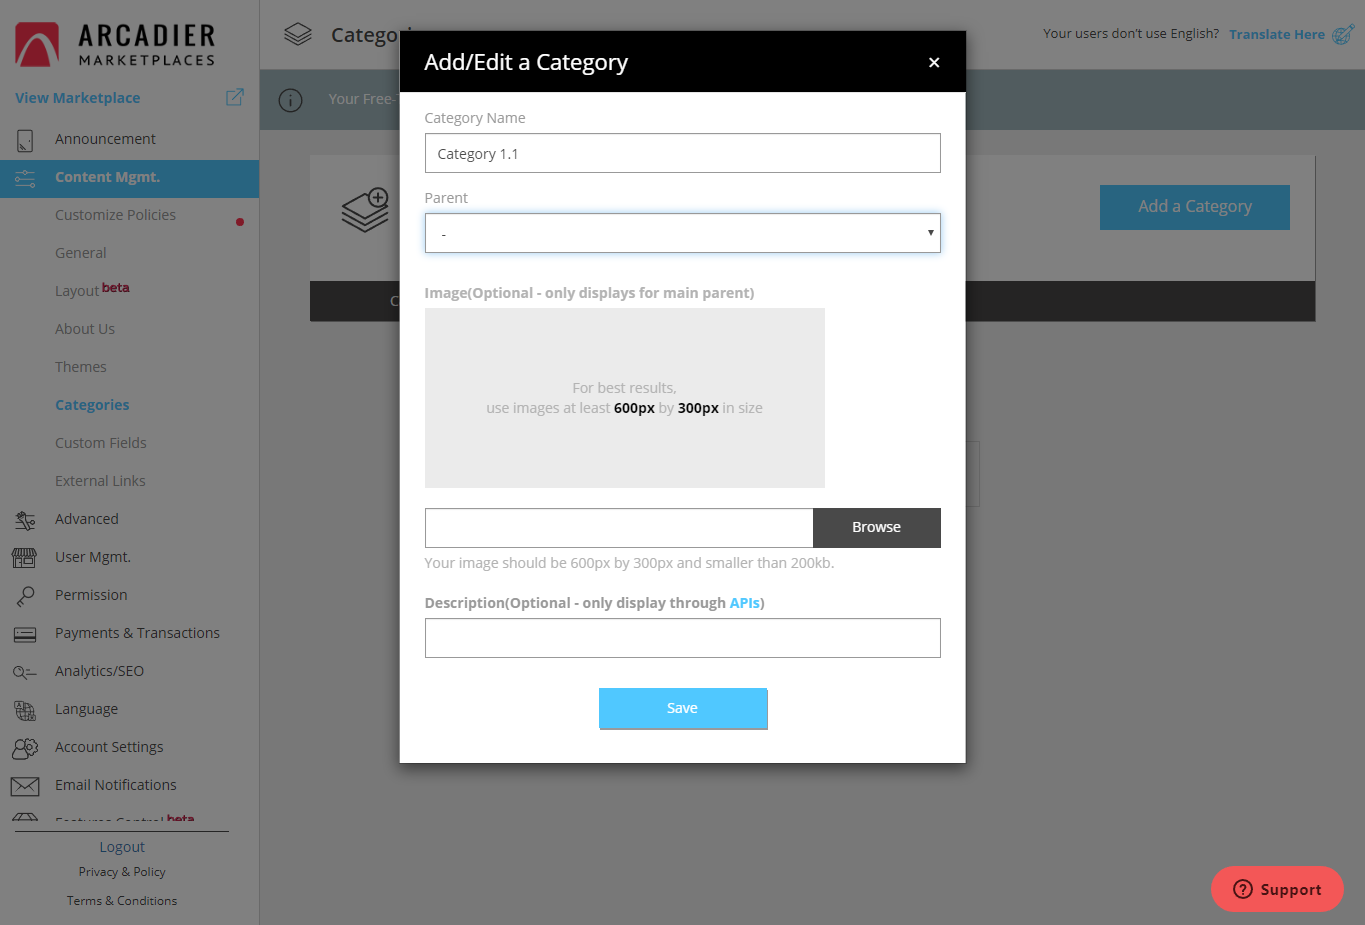 ARCADIER
MARKETPLACES
View Marketplace
Announcement
Content Mgmt.
Customize Policies
General
Layout beta
About Us
Themes
Categories
Custom Fields
External Links
Advanced
User Mgmt.
Permission
Payments & Transactions
Analytics/SEO
Language
Account Settings
Email Notifications
Features Control beta
Logout
Privacy & Policy
Terms & Conditions
Your users don't use English? Translate Here
Your Free-
Add a Category
Add/Edit a Category
×
Category Name
Category 1.1
Parent
-
Image(Optional - only displays for main parent)
For best results,
use images at least 600px by 300px in size
Browse
Your image should be 600px by 300px and smaller than 200kb.
Description(Optional - only display through APIs)
Save
Support